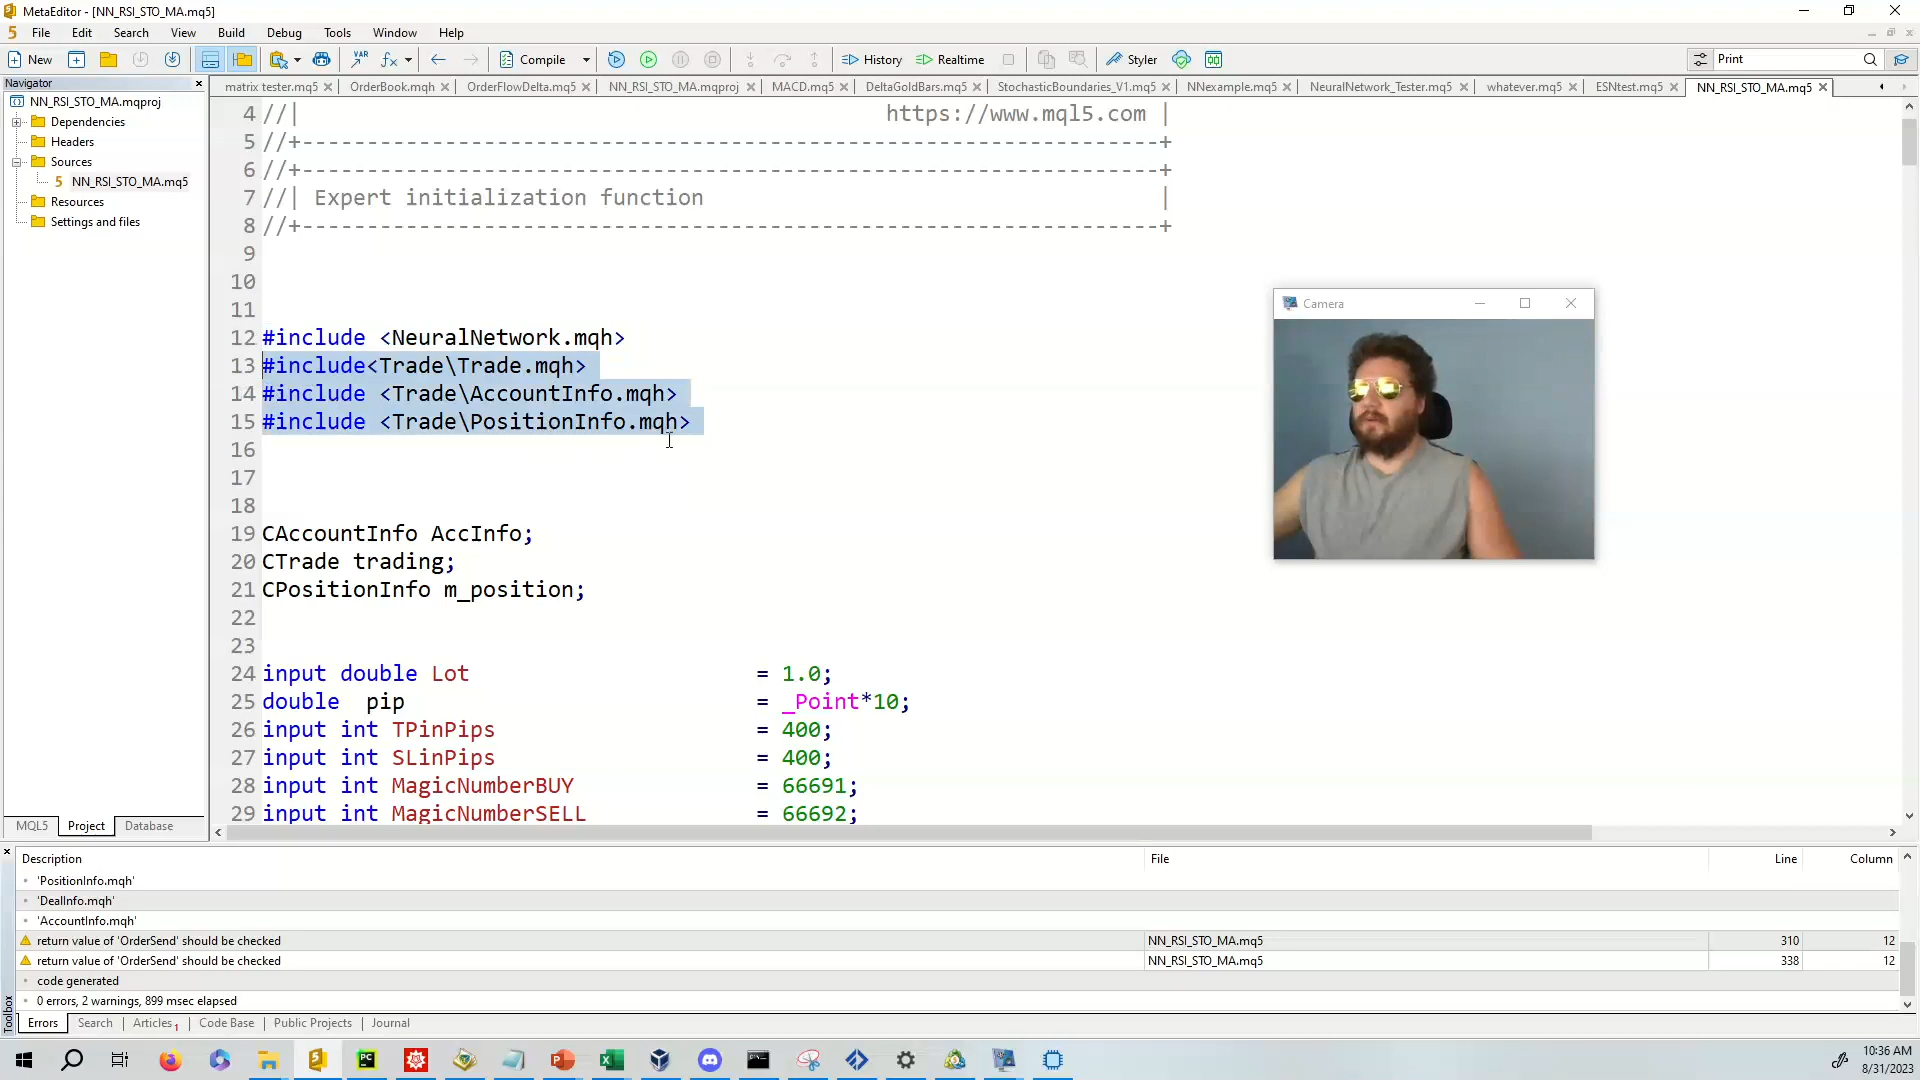 MetaEditor - [NN_RSI_STO_MA.mq5]
File Edit Search View Build Debug Tools Window Help
New Compile History Realtime Styler Print
Navigator
matrix tester.mq5 OrderBook.mqh OrderFlowDelta.mq5 NN_RSI_STO_MA.mqproj MACD.mq5 DeltaGoldBars.mq5 StochasticBoundaries_V1.mq5 NNexample.mq5 NeuralNetwork_Tester.mq5 whatever.mq5 ESNtest.mq5 NN_RSI_STO_MA.mq5
NN_RSI_STO_MA.mqproj
Dependencies
Headers
Sources
NN_RSI_STO_MA.mq5
Resources
Settings and files
MQL5 Project Database
4 //| https://www.mql5.com |
5 //+------------------------------------------------------------------+
6 //+------------------------------------------------------------------+
7 //| Expert initialization function |
8 //+------------------------------------------------------------------+
9
10
11
12 #include <NeuralNetwork.mqh>
13 #include<Trade\Trade.mqh>
14 #include <Trade\AccountInfo.mqh>
15 #include <Trade\PositionInfo.mqh>
16
17
18
19 CAccountInfo AccInfo;
20 CTrade trading;
21 CPositionInfo m_position;
22
23
24 input double Lot = 1.0;
25 double pip = _Point*10;
26 input int TPinPips = 400;
27 input int SLinPips = 400;
28 input int MagicNumberBUY = 66691;
29 input int MagicNumberSELL = 66692;
Camera
Description File Line Column
'PositionInfo.mqh'
'DealInfo.mqh'
'AccountInfo.mqh'
return value of 'OrderSend' should be checked NN_RSI_STO_MA.mq5 310 12
return value of 'OrderSend' should be checked NN_RSI_STO_MA.mq5 338 12
code generated
0 errors, 2 warnings, 899 msec elapsed
Toolbox
Errors Search Articles 1 Code Base Public Projects Journal
10:36 AM
8/31/2023